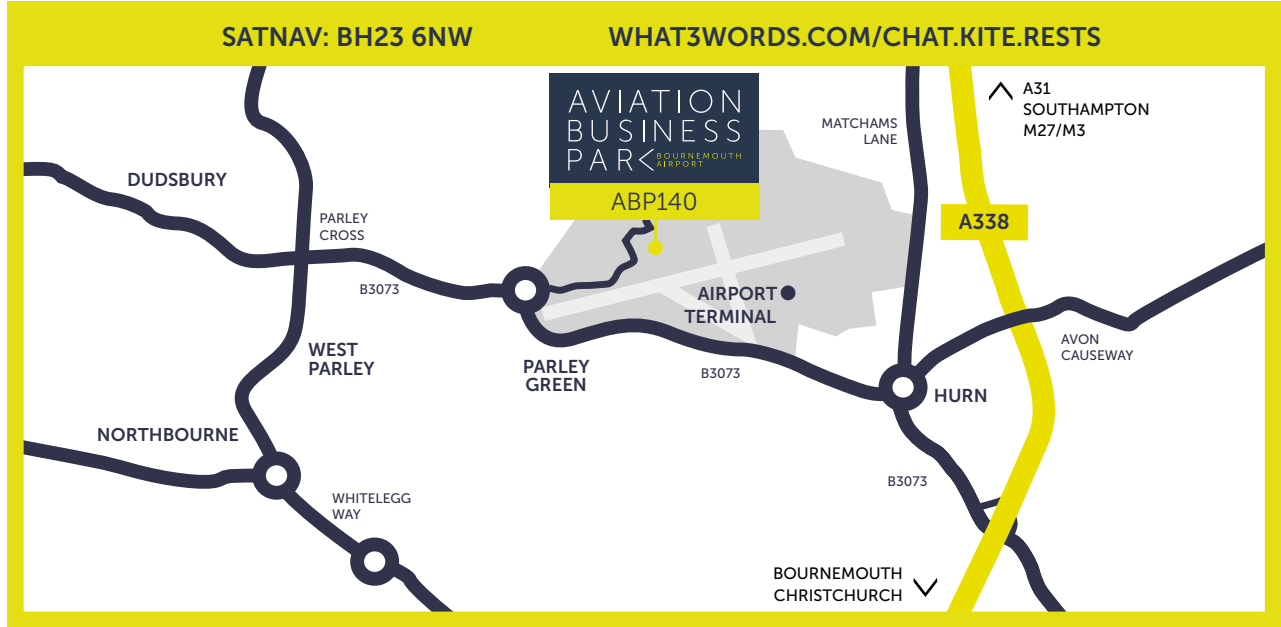 SATNAV: BH23 6NW
WHAT3WORDS.COM/CHAT.KITE.RESTS
AVIATION
BUSINESS
PARK
BOURNEMOUTH
AIRPORT
ABP140
A31
SOUTHAMPTON
M27/M3
MATCHAMS
LANE
DUDSBURY
PARLEY
CROSS
A338
B3073
AIRPORT
TERMINAL
WEST
PARLEY
PARLEY
GREEN
B3073
AVON
CAUSEWAY
HURN
NORTHBOURNE
B3073
WHITELEGG
WAY
BOURNEMOUTH
CHRISTCHURCH